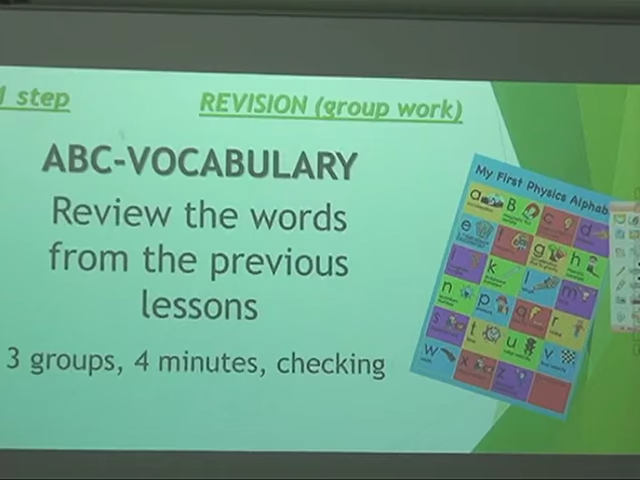 1 step
REVISION (group work)
ABC-VOCABULARY
Review the words
from the previous
lessons
3 groups, 4 minutes, checking
My First Physics Alphab
a B c d
e f g h
k l m
n p q r
s t u v
w x